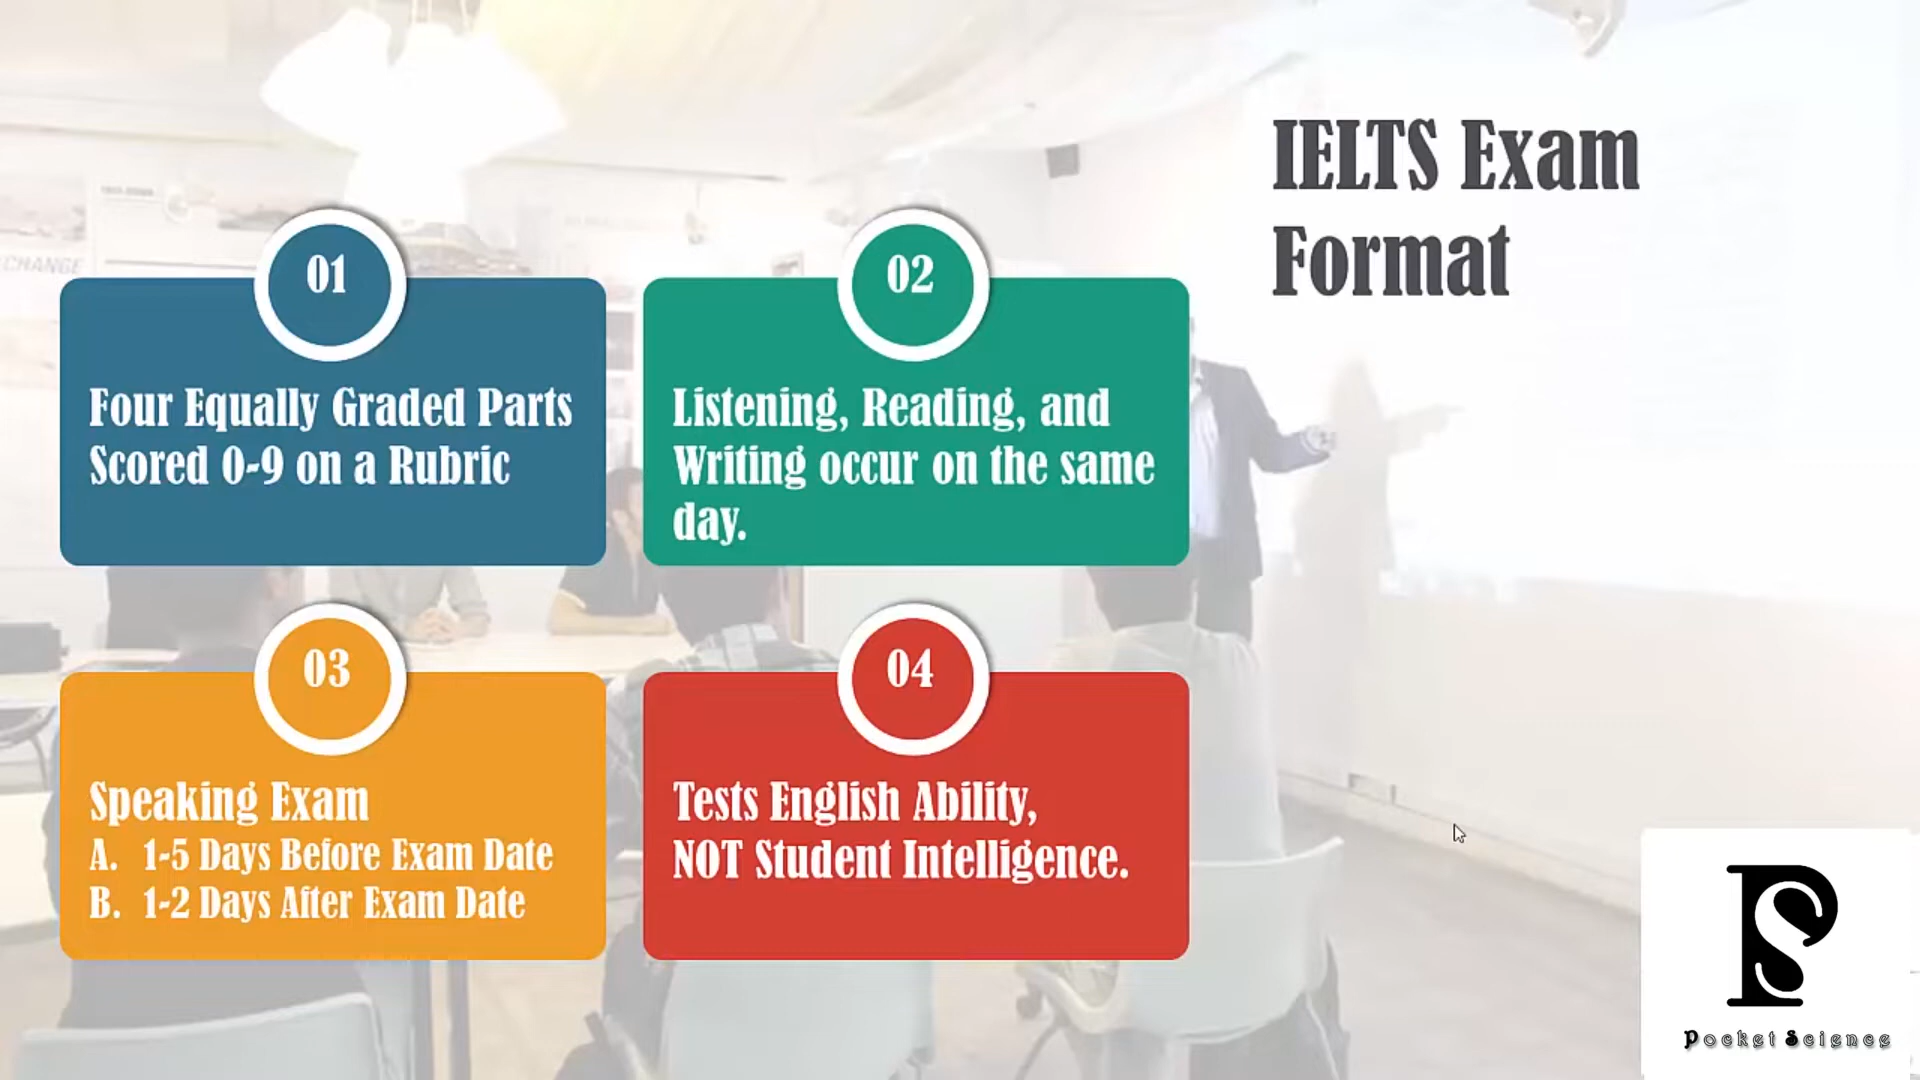 IELTS Exam
Format
01
Four Equally Graded Parts
Scored 0-9 on a Rubric
02
Listening, Reading, and
Writing occur on the same
day.
03
Speaking Exam
A. 1-5 Days Before Exam Date
B. 1-2 Days After Exam Date
04
Tests English Ability,
NOT Student Intelligence.
CHANGE
PS
Pocket Science